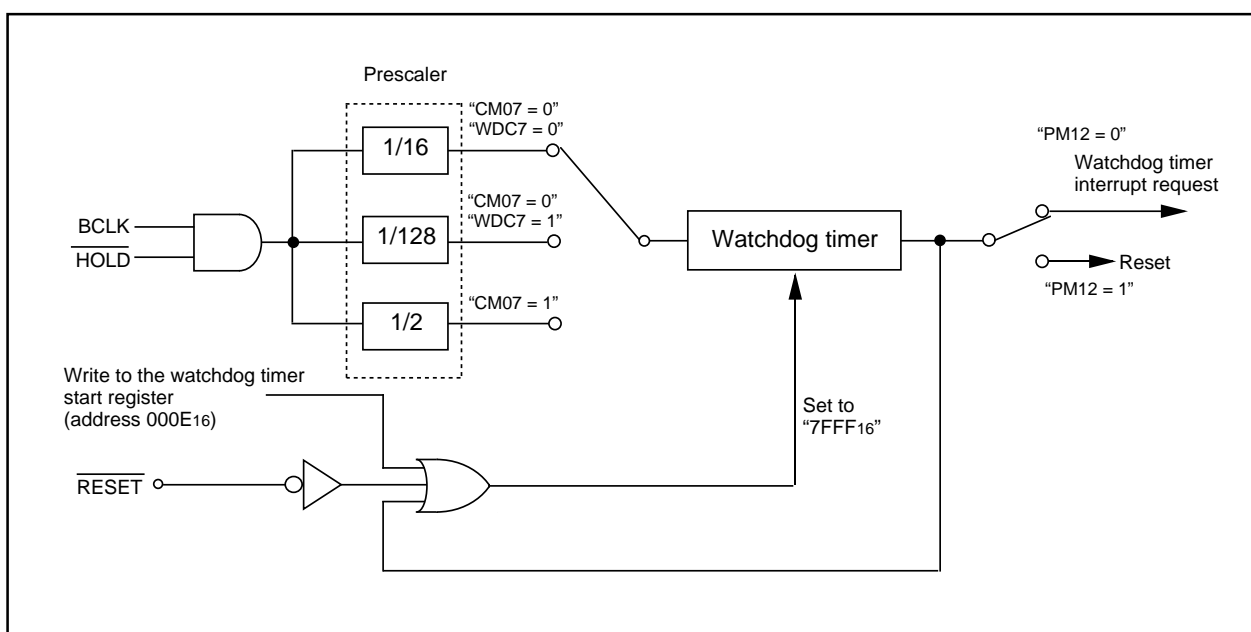 Prescaler
“CM07 = 0”
“WDC7 = 0”
1/16
“PM12 = 0”
Watchdog timer
interrupt request
“CM07 = 0”
“WDC7 = 1”
BCLK
HOLD
1/128
Watchdog timer
Reset
“PM12 = 1”
“CM07 = 1”
1/2
Write to the watchdog timer
start register
(address 000E16)
Set to
“7FFF16”
RESET